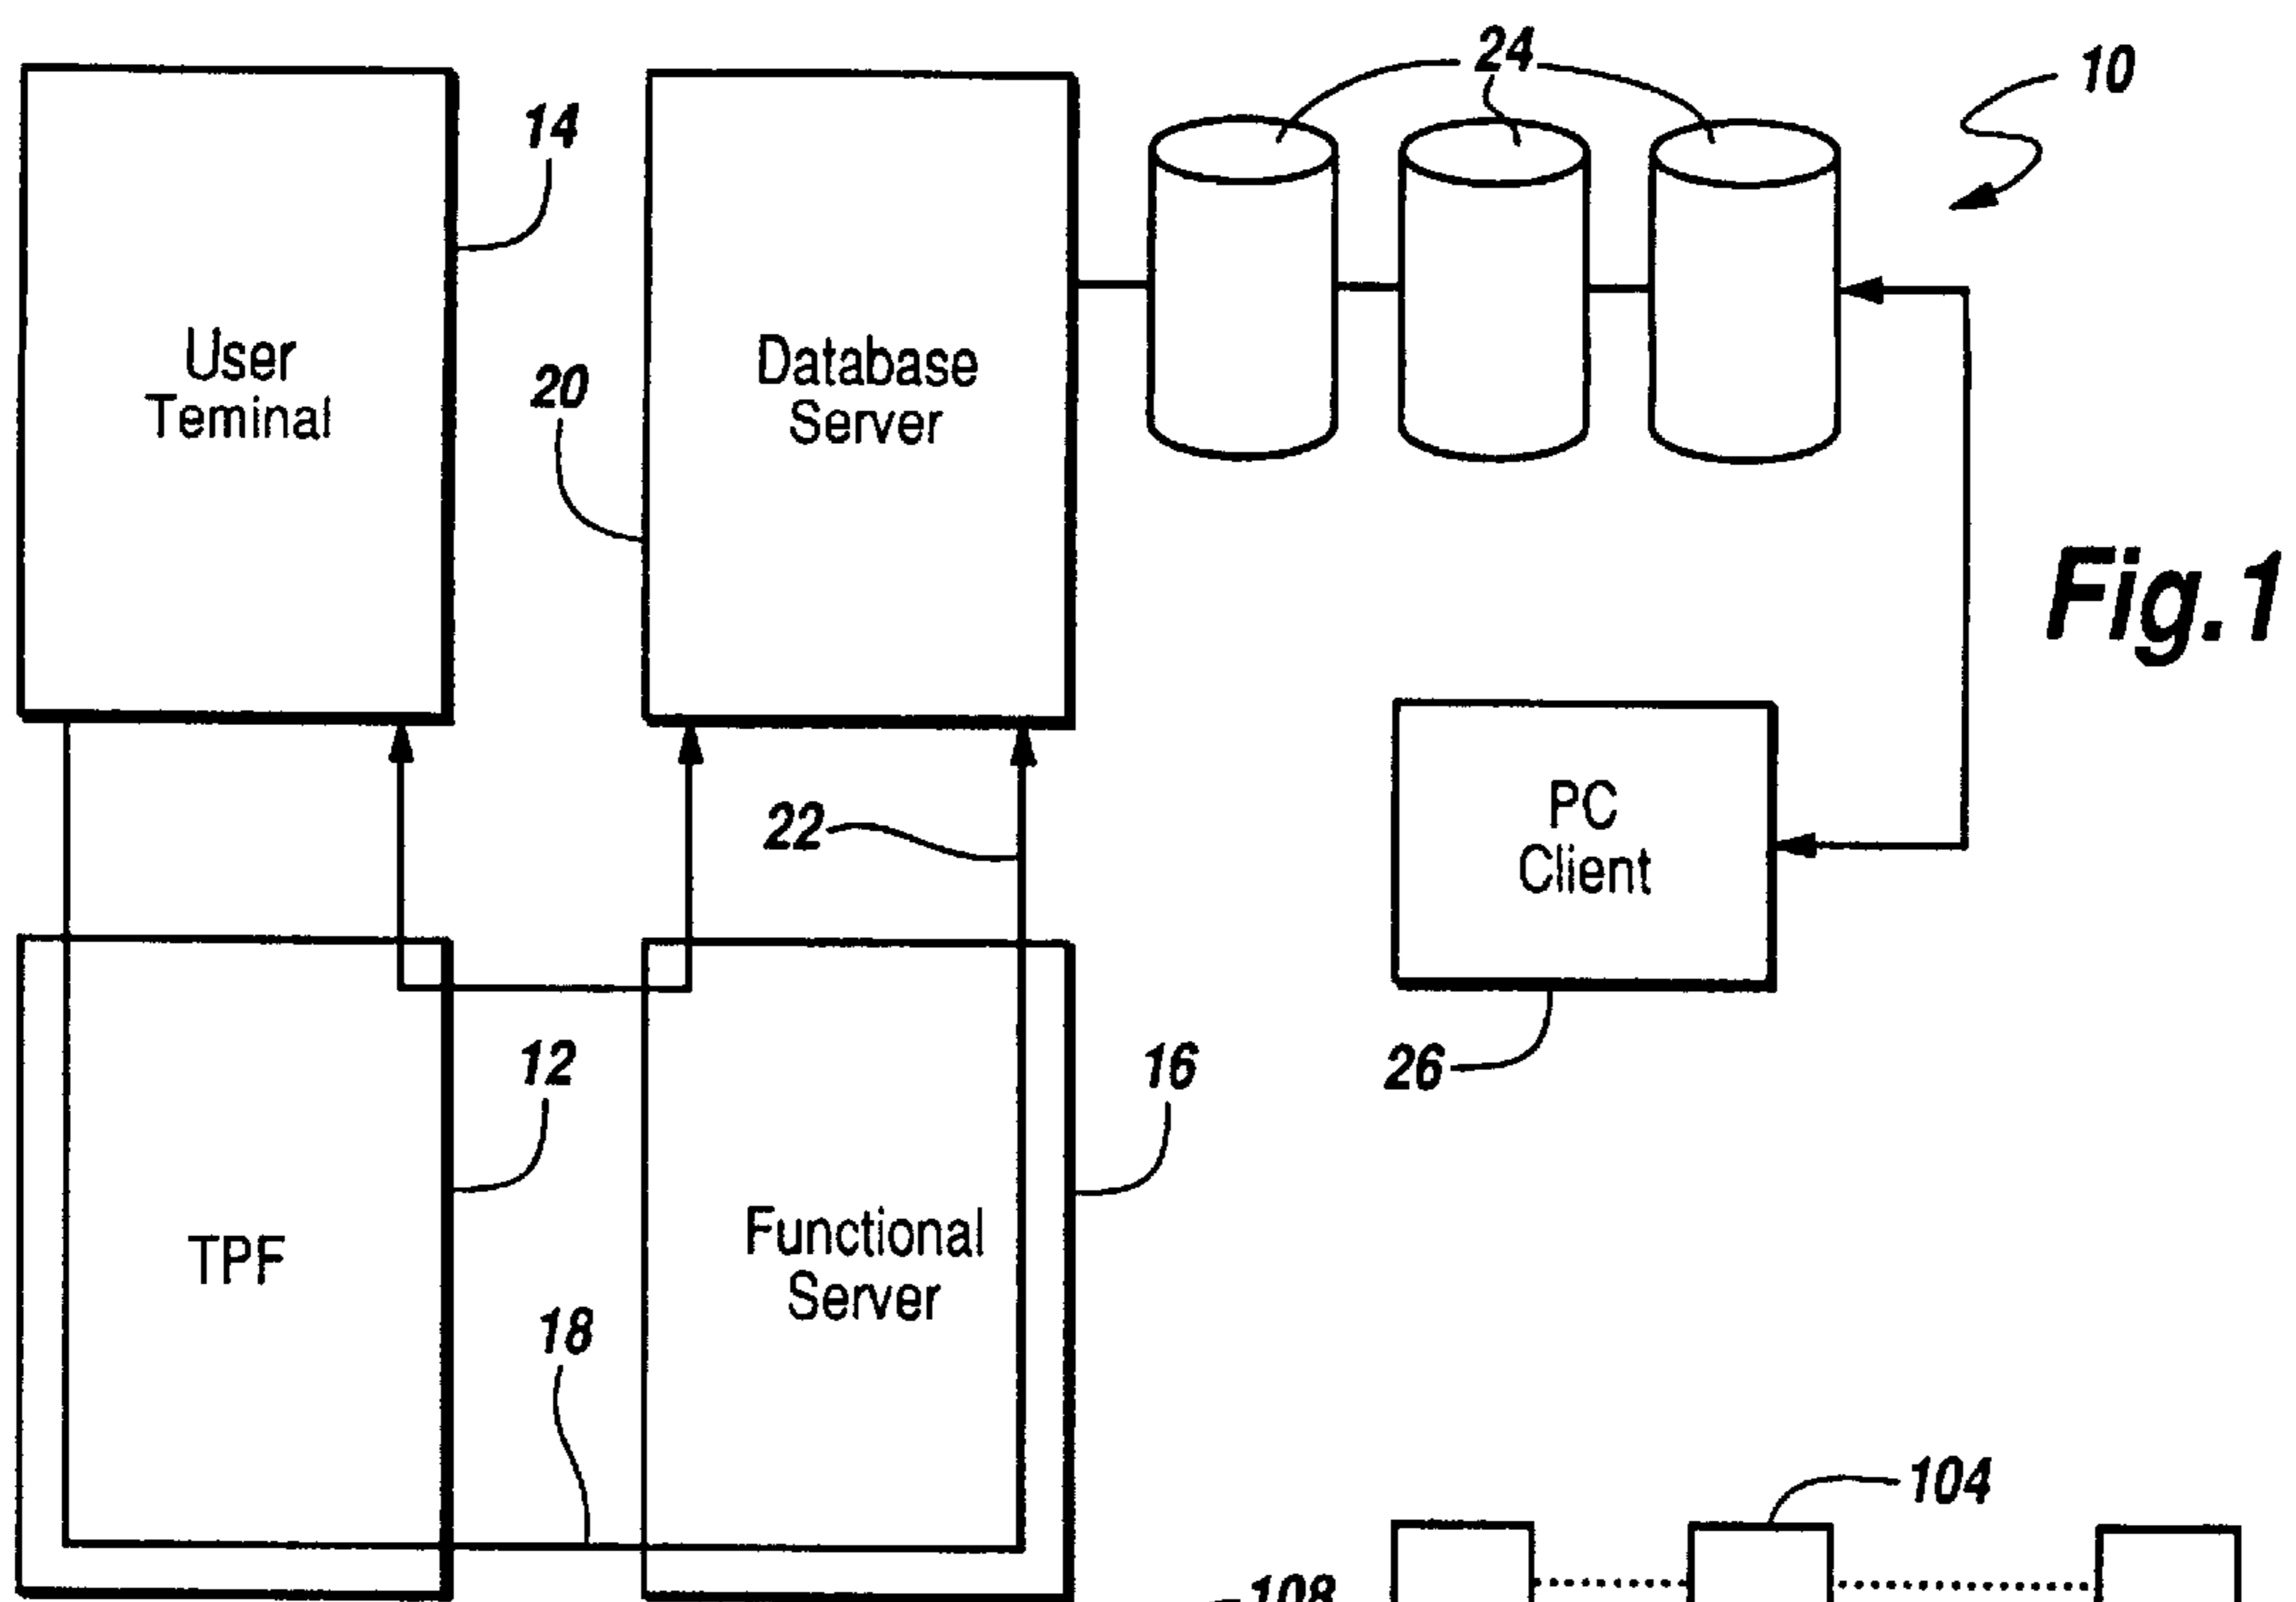 24
10
14
User
Teminal
20
Database
Server
Fig.1
22
PC
Client
26
12
16
TPF
Functional
Server
18
104
108